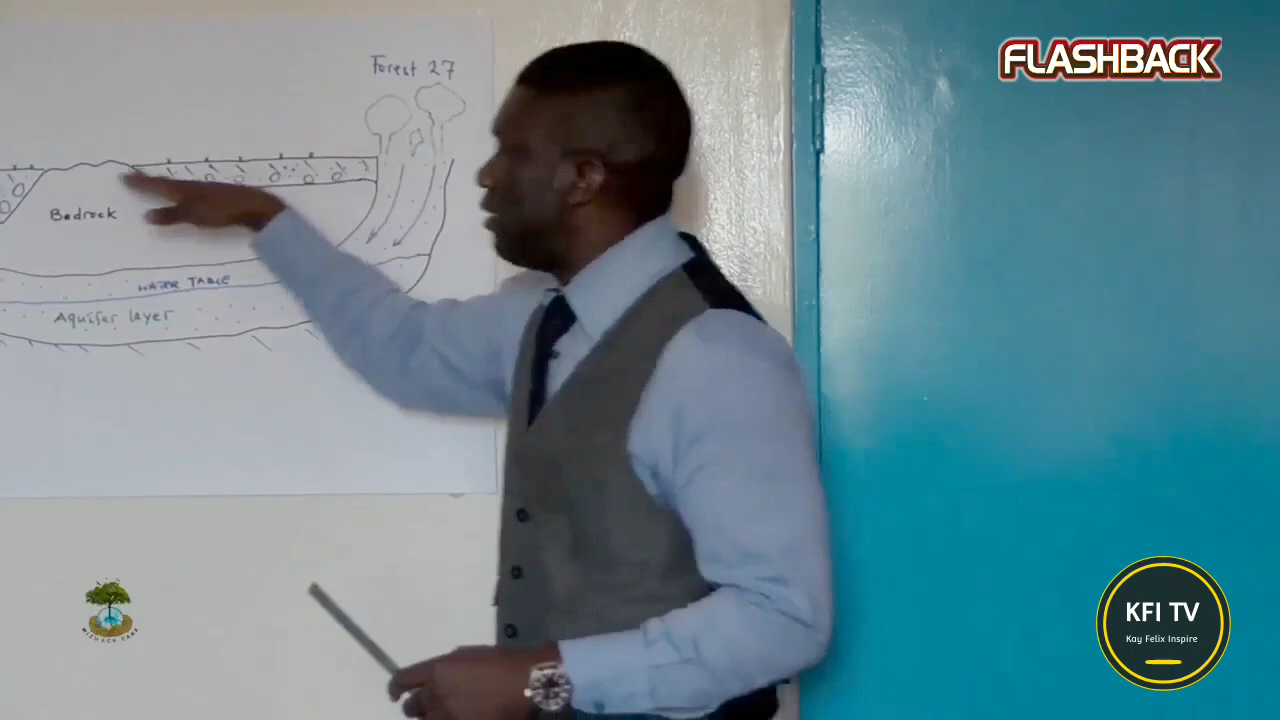 FLASHBACK
Forest 27
Bedrock
WATER TABLE
Aquifer layer
KFI TV
Kay Felix Inspire